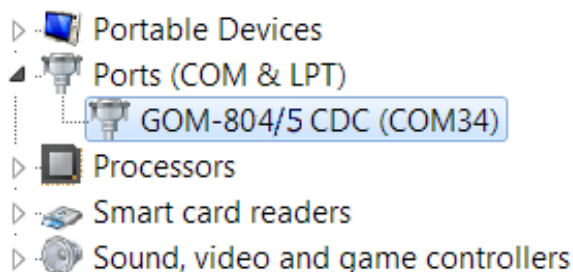 Portable Devices
Ports (COM & LPT)
GOM-804/5 CDC (COM34)
Processors
Smart card readers
Sound, video and game controllers